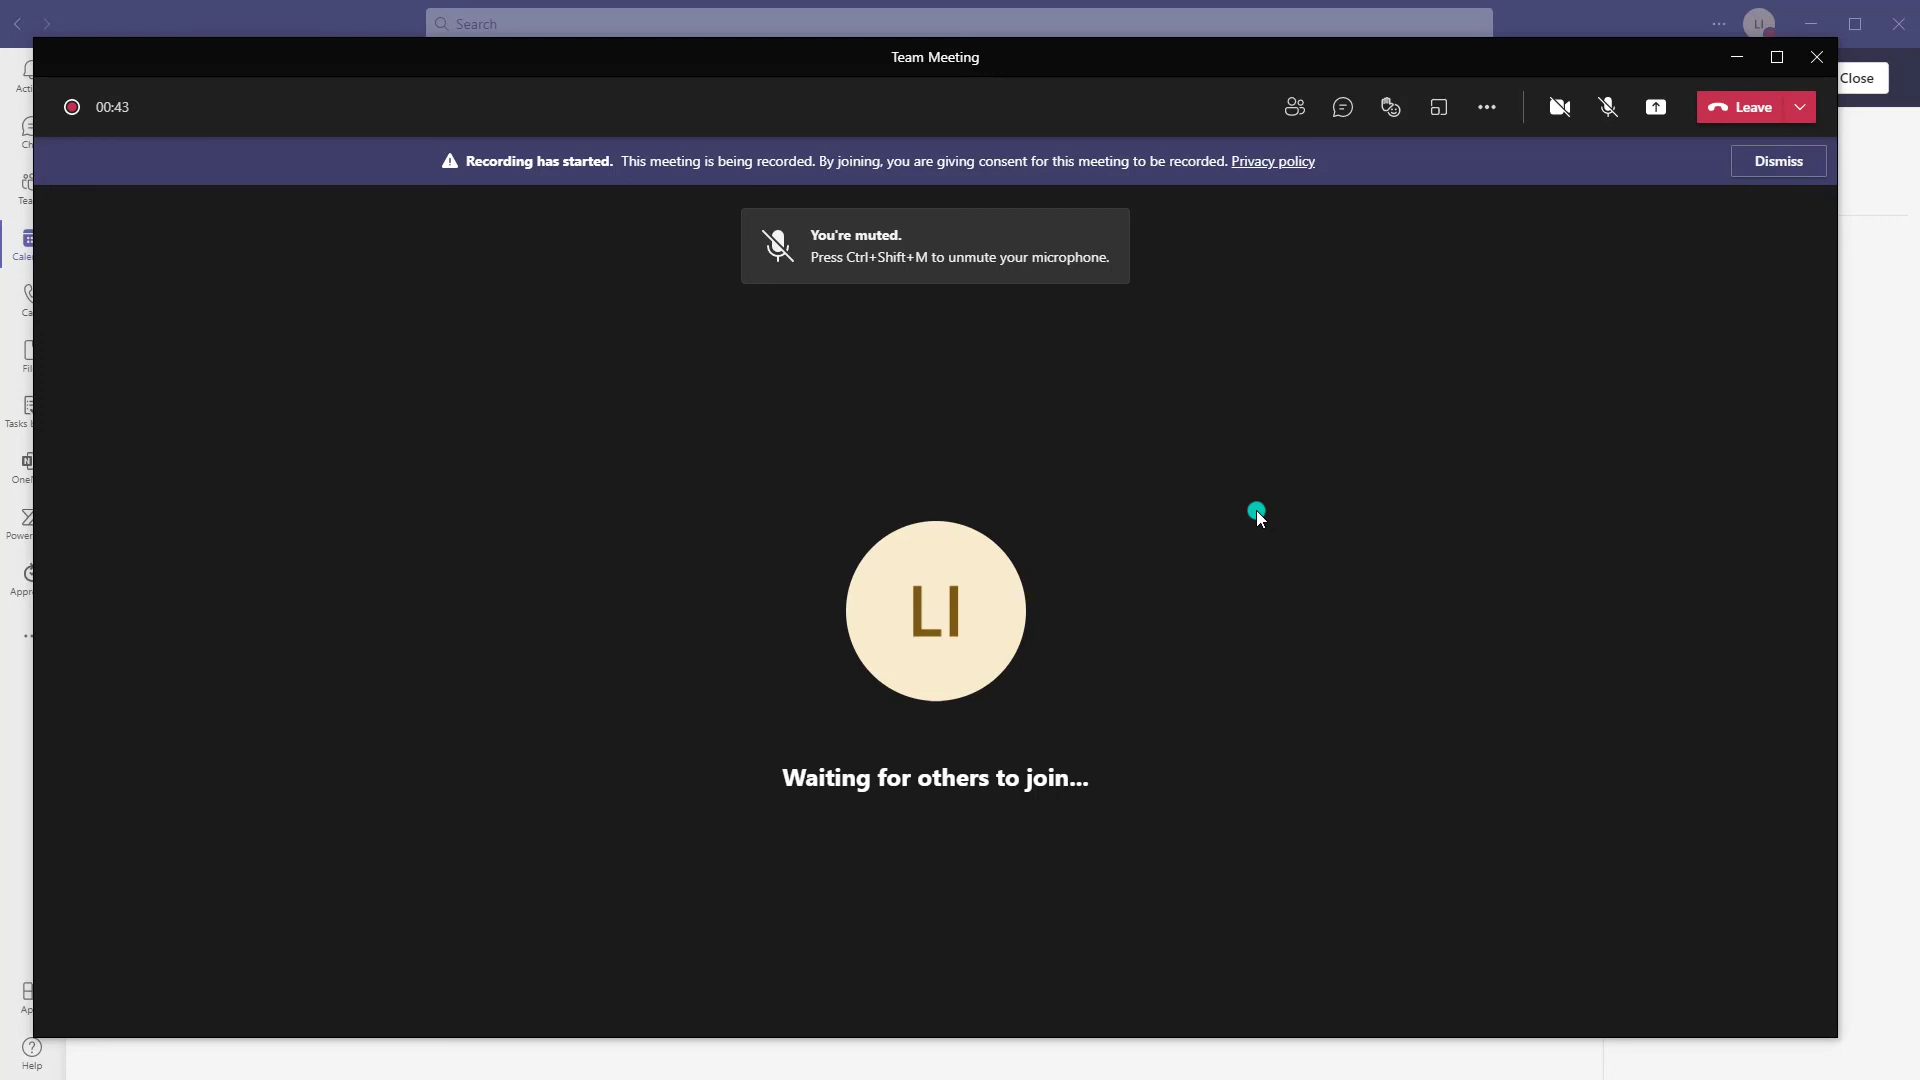 Search
LI
Team Meeting
Close
00:43
Leave
Recording has started. This meeting is being recorded. By joining, you are giving consent for this meeting to be recorded. Privacy policy
Dismiss
You're muted.
Press Ctrl+Shift+M to unmute your microphone.
LI
Waiting for others to join...
Help